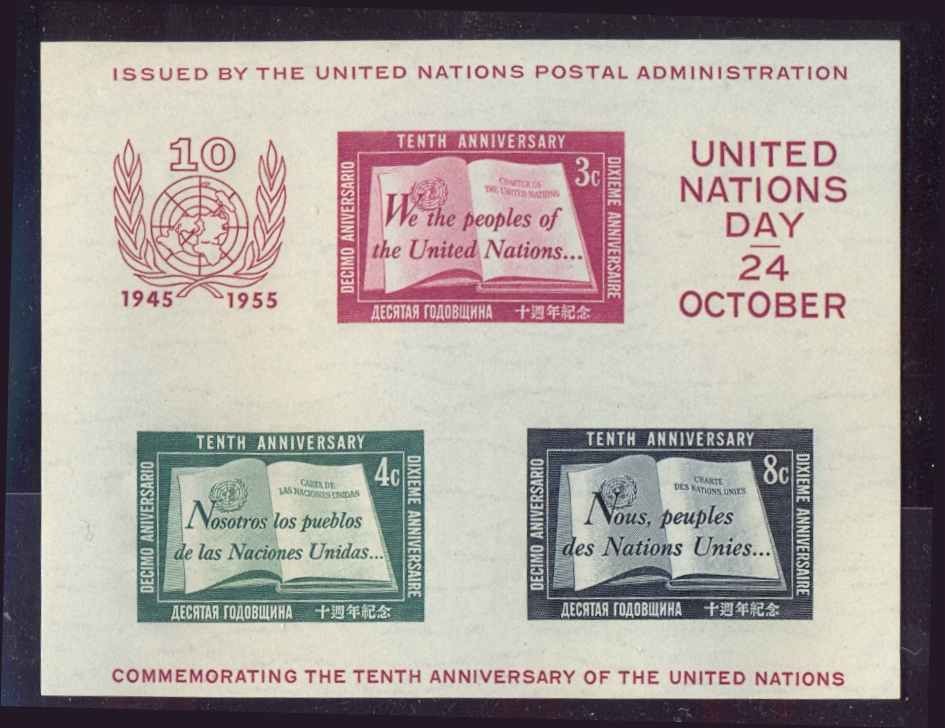 ISSUED BY THE UNITED NATIONS POSTAL ADMINISTRATION
10
1945 1955
TENTH ANNIVERSARY
3c
DECIMO ANIVERSARIO
CHARTER OF
THE UNITED NATIONS
We the peoples of
the United Nations...
DIXIEME ANNIVERSAIRE
ДЕСЯТАЯ ГОДОВЩИНА 十週年紀念
UNITED
NATIONS
DAY
24
OCTOBER
TENTH ANNIVERSARY
4c
DECIMO ANIVERSARIO
CARTA DE
LAS NACIONES UNIDAS
Nosotros los pueblos
de las Naciones Unidas...
DIXIEME ANNIVERSAIRE
ДЕСЯТАЯ ГОДОВЩИНА 十週年紀念
TENTH ANNIVERSARY
8c
DECIMO ANIVERSARIO
CHARTE
DES NATIONS UNIES
Nous, peuples
des Nations Unies...
DIXIEME ANNIVERSAIRE
ДЕСЯТАЯ ГОДОВЩИНА 十週年紀念
COMMEMORATING THE TENTH ANNIVERSARY OF THE UNITED NATIONS